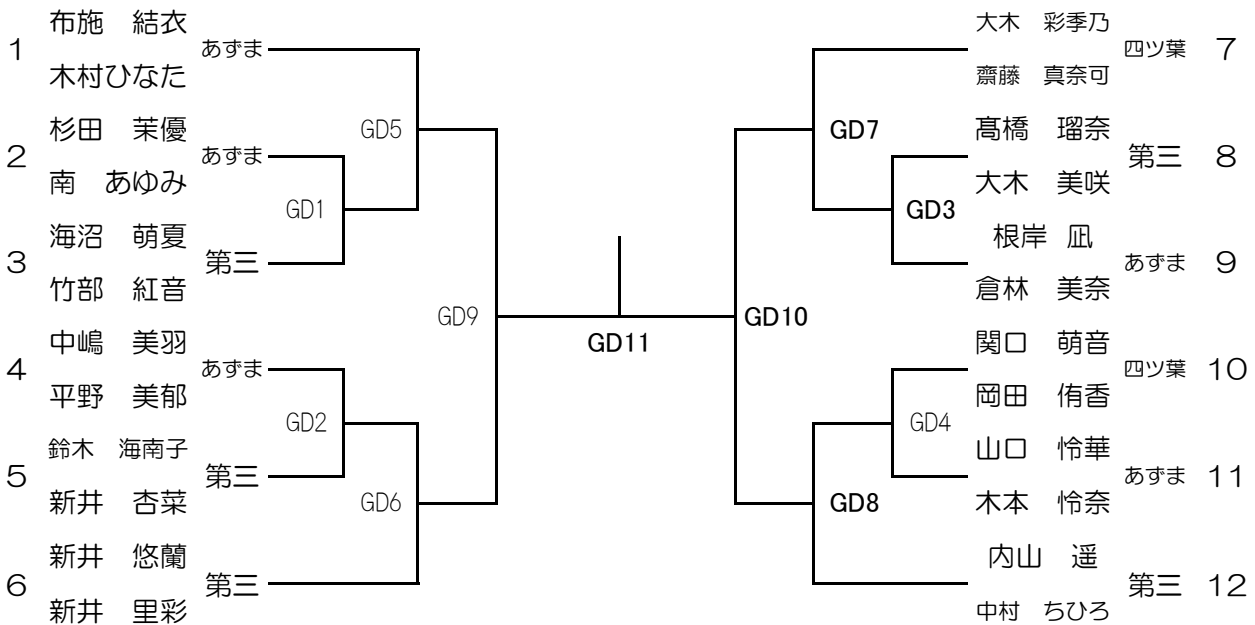 1 布施　結衣 あずま
木村ひなた
2 杉田　茉優 あずま
南　あゆみ
3 海沼　萌夏 第三
竹部　紅音
4 中嶋　美羽 あずま
平野　美郁
5 鈴木　海南子 第三
新井　杏菜
6 新井　悠蘭 第三
新井　里彩
GD5
GD1
GD9
GD2
GD6
GD11
GD7
GD3
GD10
GD4
GD8
大木　彩季乃 四ツ葉 7
齋藤　真奈可
髙橋　瑠奈 第三 8
大木　美咲
根岸　凪 あずま 9
倉林　美奈
関口　萌音 四ツ葉 10
岡田　侑香
山口　怜華 あずま 11
木本　怜奈
内山　遥 第三 12
中村　ちひろ